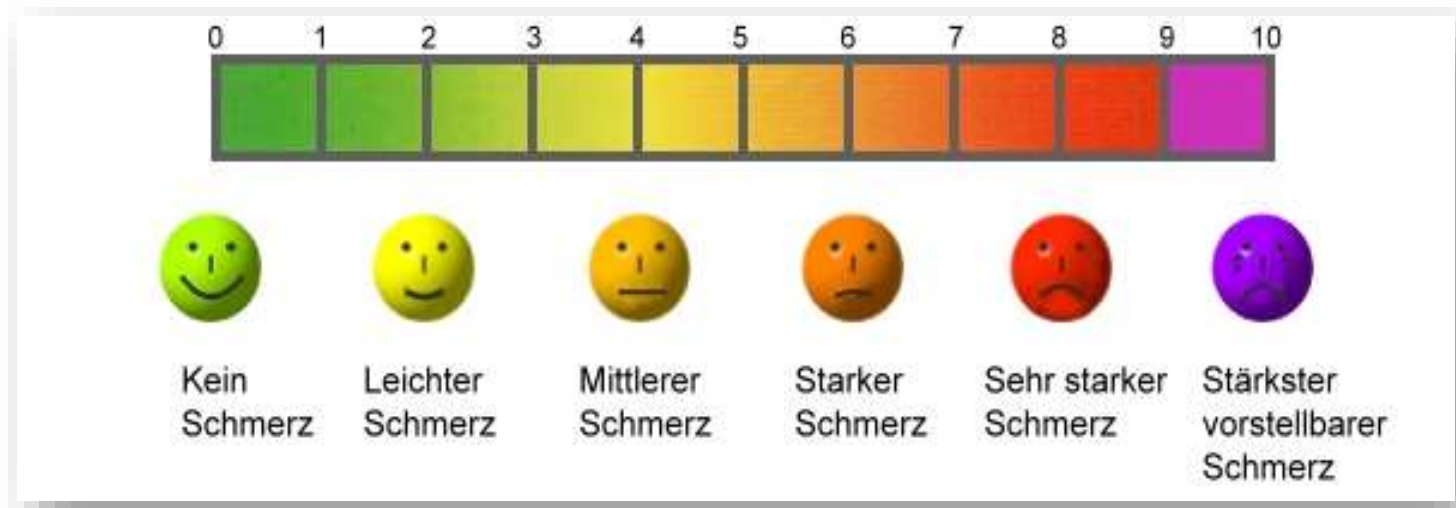 0 1 2 3 4 5 6 7 8 9 10
Kein
Schmerz
Leichter
Schmerz
Mittlerer
Schmerz
Starker
Schmerz
Sehr starker
Schmerz
Stärkster
vorstellbarer
Schmerz